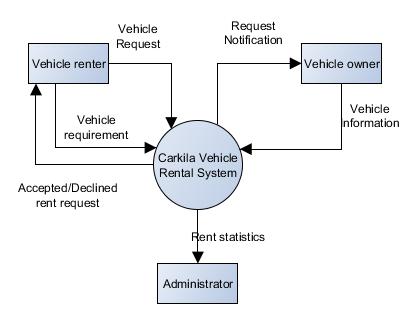 Vehicle
Request
Request
Notification
Vehicle renter
Vehicle owner
Vehicle
requirement
Vehicle
Information
Carkila Vehicle
Rental System
Accepted/Declined
rent request
Rent statistics
Administrator